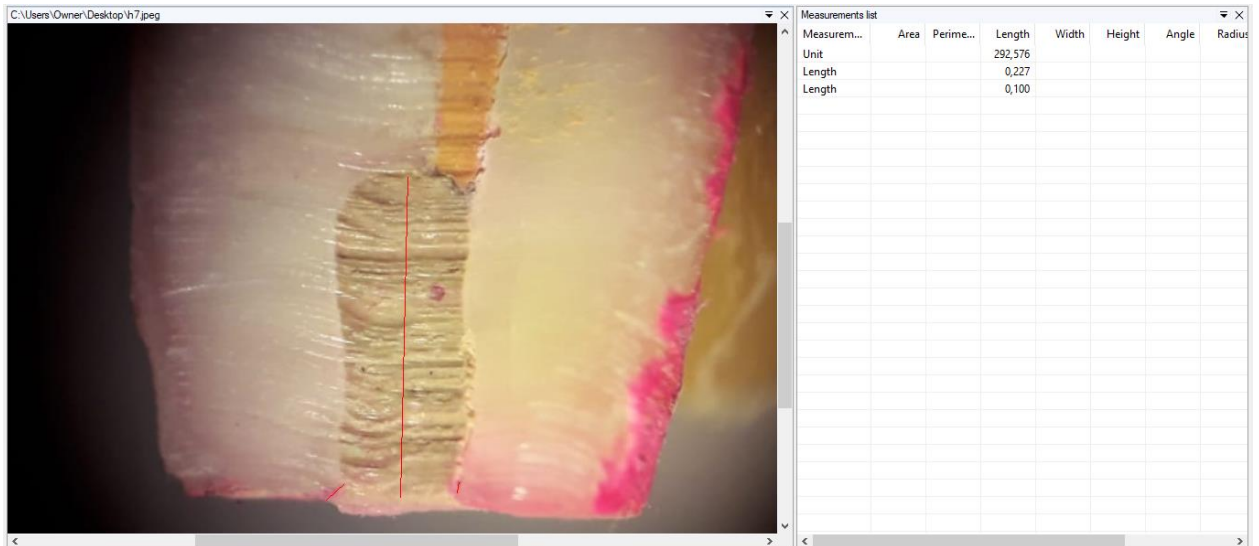 C:\Users\Owner\Desktop\h7.jpeg
Measurements list
Measurem... Area Perime... Length Width Height Angle Radius
Unit 292,576
Length 0,227
Length 0,100